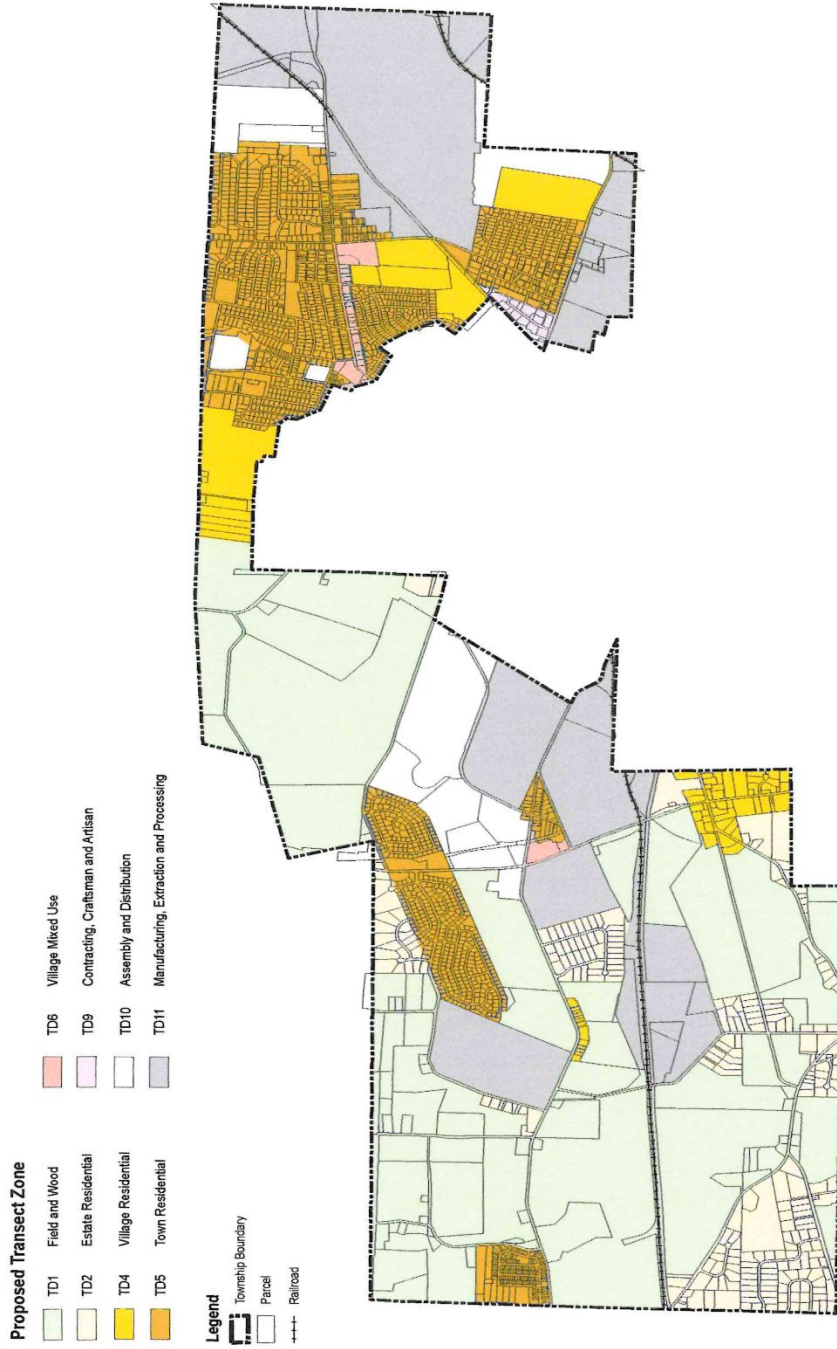 Proposed Transect Zone
TD1 Field and Wood
TD2 Estate Residential
TD4 Village Residential
TD5 Town Residential
TD6 Village Mixed Use
TD9 Contracting, Craftsman and Artisan
TD10 Assembly and Distribution
TD11 Manufacturing, Extraction and Processing
Legend
Township Boundary
Parcel
Railroad